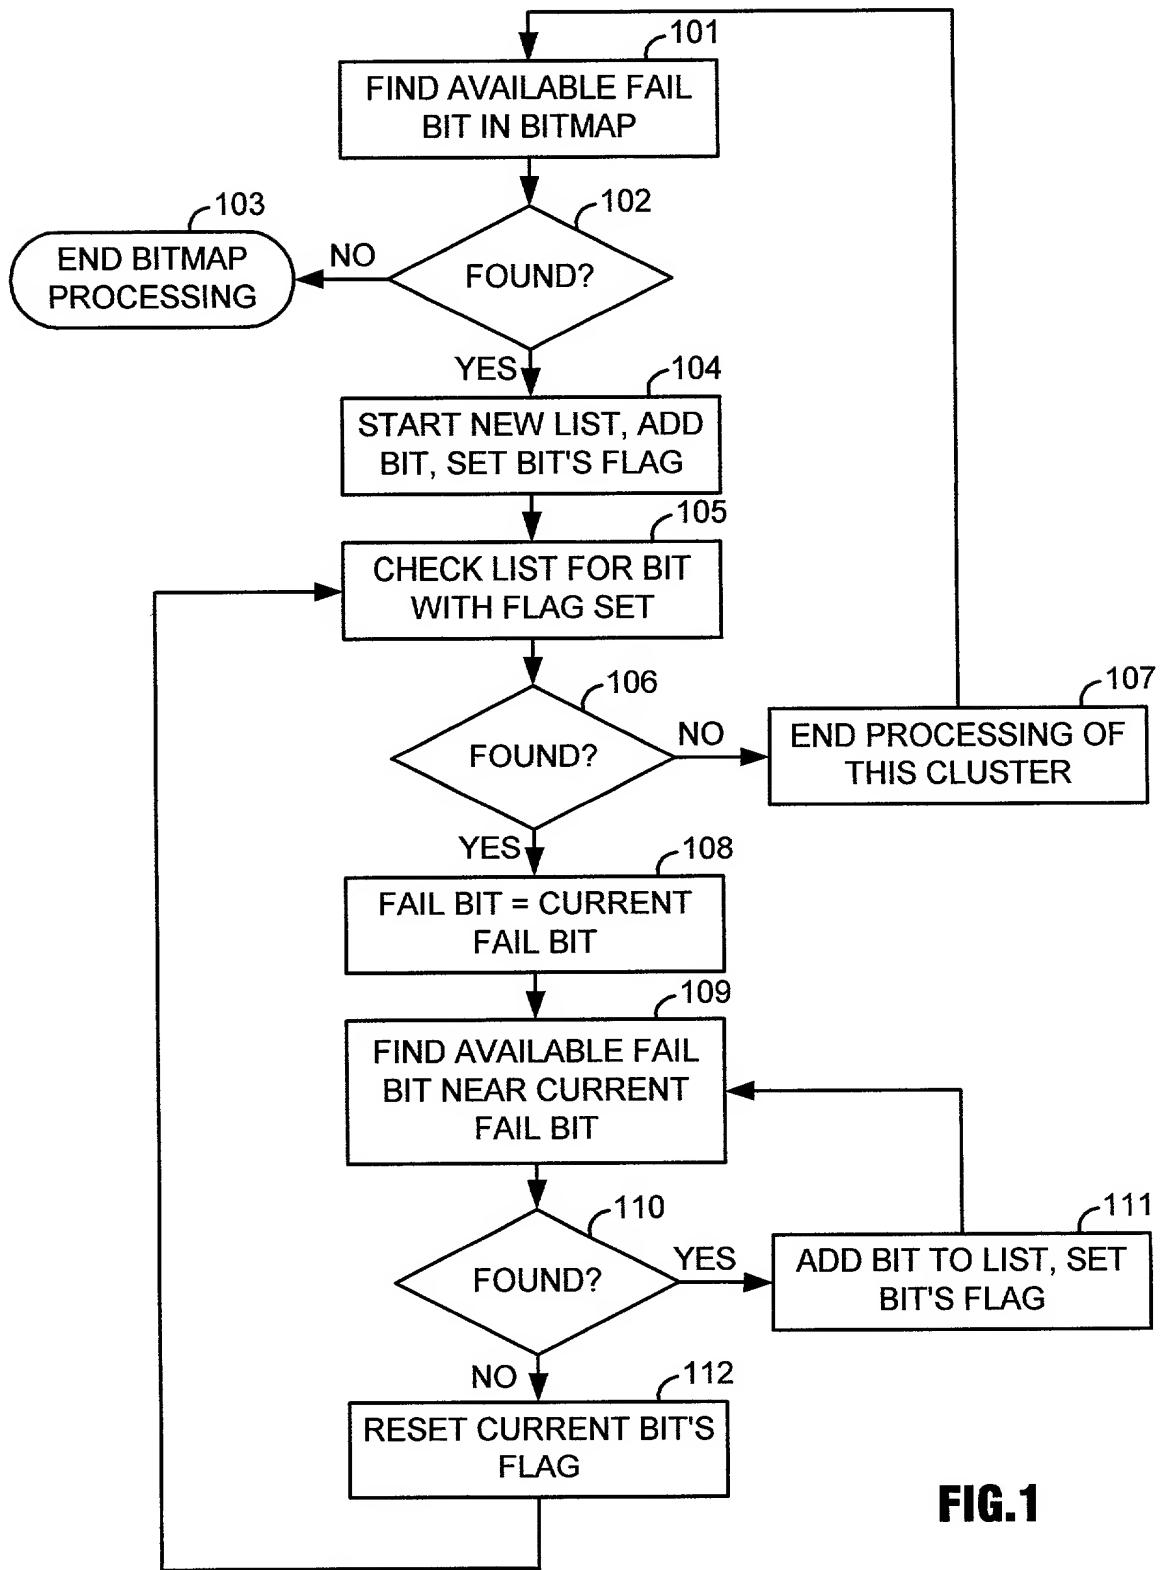 101
FIND AVAILABLE FAIL
BIT IN BITMAP
102
FOUND?
103
END BITMAP
PROCESSING
NO
YES
104
START NEW LIST, ADD
BIT, SET BIT'S FLAG
105
CHECK LIST FOR BIT
WITH FLAG SET
106
FOUND?
NO
107
END PROCESSING OF
THIS CLUSTER
YES
108
FAIL BIT = CURRENT
FAIL BIT
109
FIND AVAILABLE FAIL
BIT NEAR CURRENT
FAIL BIT
110
FOUND?
YES
111
ADD BIT TO LIST, SET
BIT'S FLAG
NO
112
RESET CURRENT BIT'S
FLAG
FIG.1